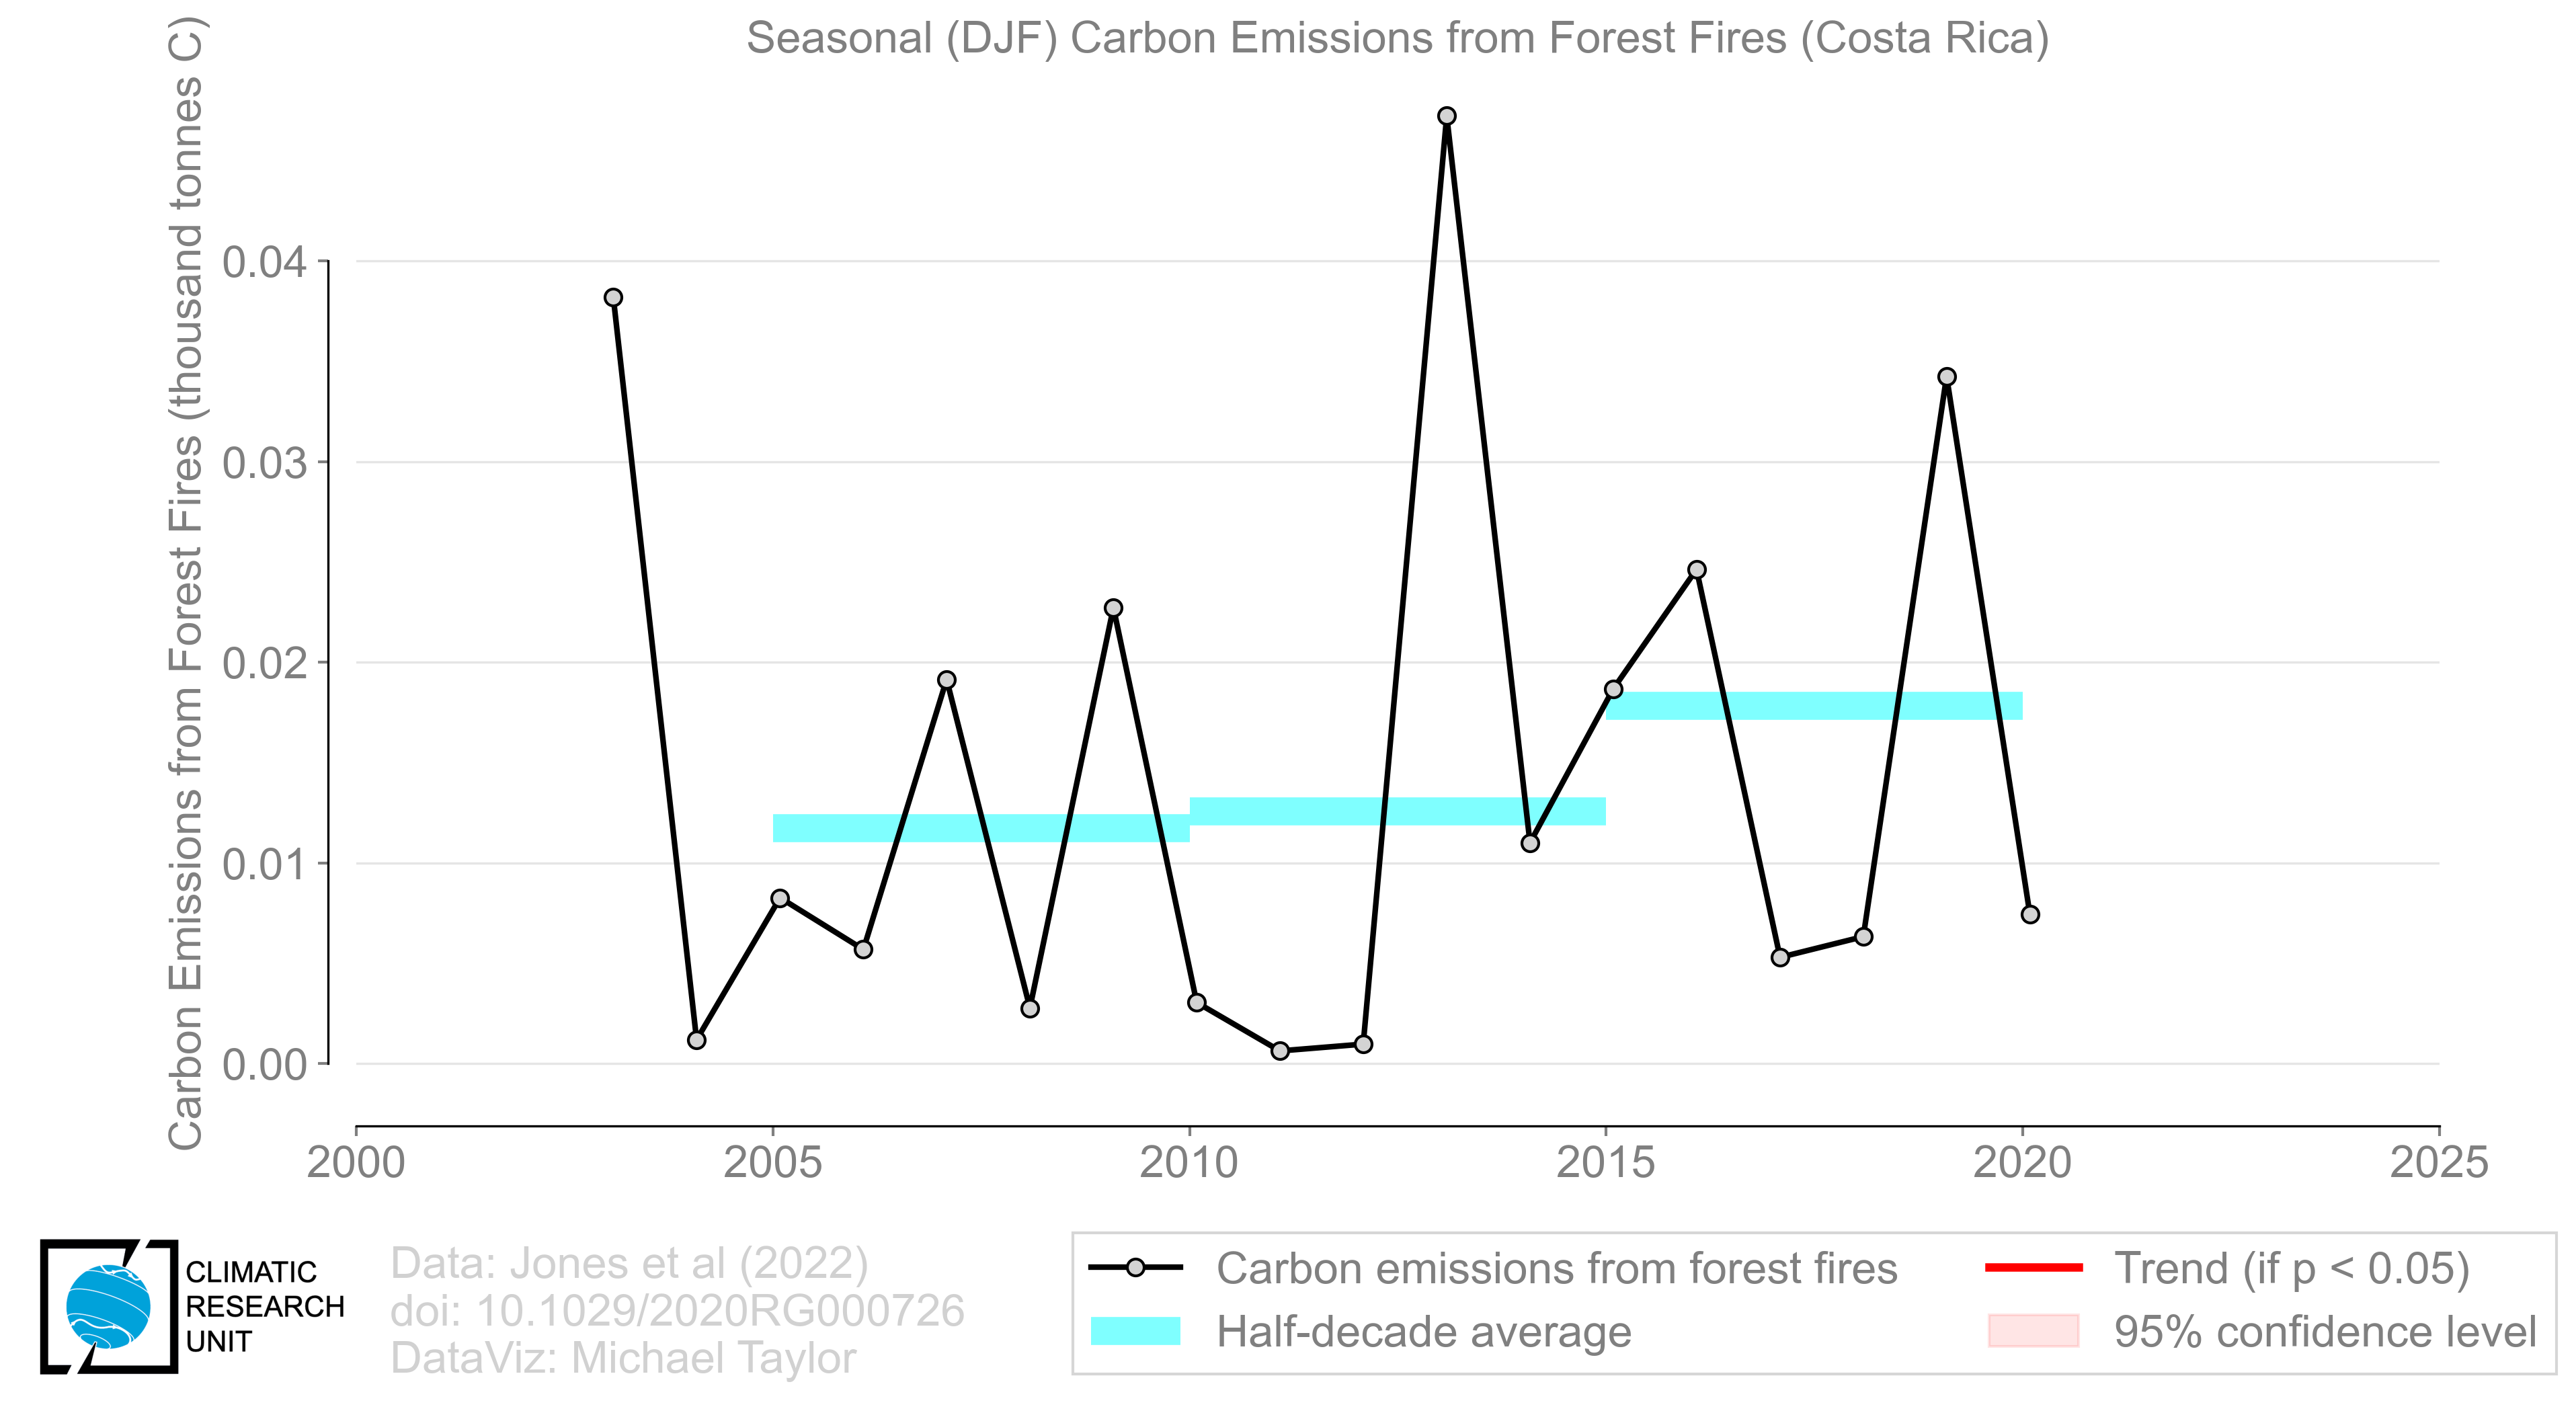 Seasonal (DJF) Carbon Emissions from Forest Fires (Costa Rica)
Carbon Emissions from Forest Fires (thousand tonnes C)
0.04
0.03
0.02
0.01
0.00
2000
2005
2010
2015
2020
2025
CLIMATIC
RESEARCH
UNIT
Data: Jones et al (2022)
doi: 10.1029/2020RG000726
DataViz: Michael Taylor
Carbon emissions from forest fires
Half-decade average
Trend (if p < 0.05)
95% confidence level